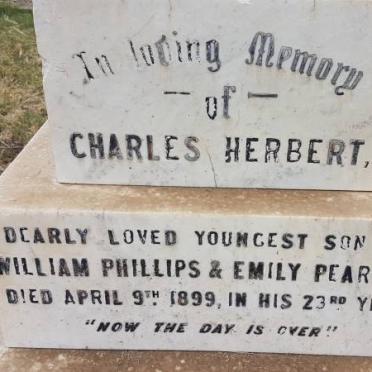 In loving Memory
of
CHARLES HERBERT,
DEARLY LOVED YOUNGEST SON
WILLIAM PHILLIPS & EMILY PEAR
DIED APRIL 9TH 1899, IN HIS 23RD YE
"NOW THE DAY IS OVER"